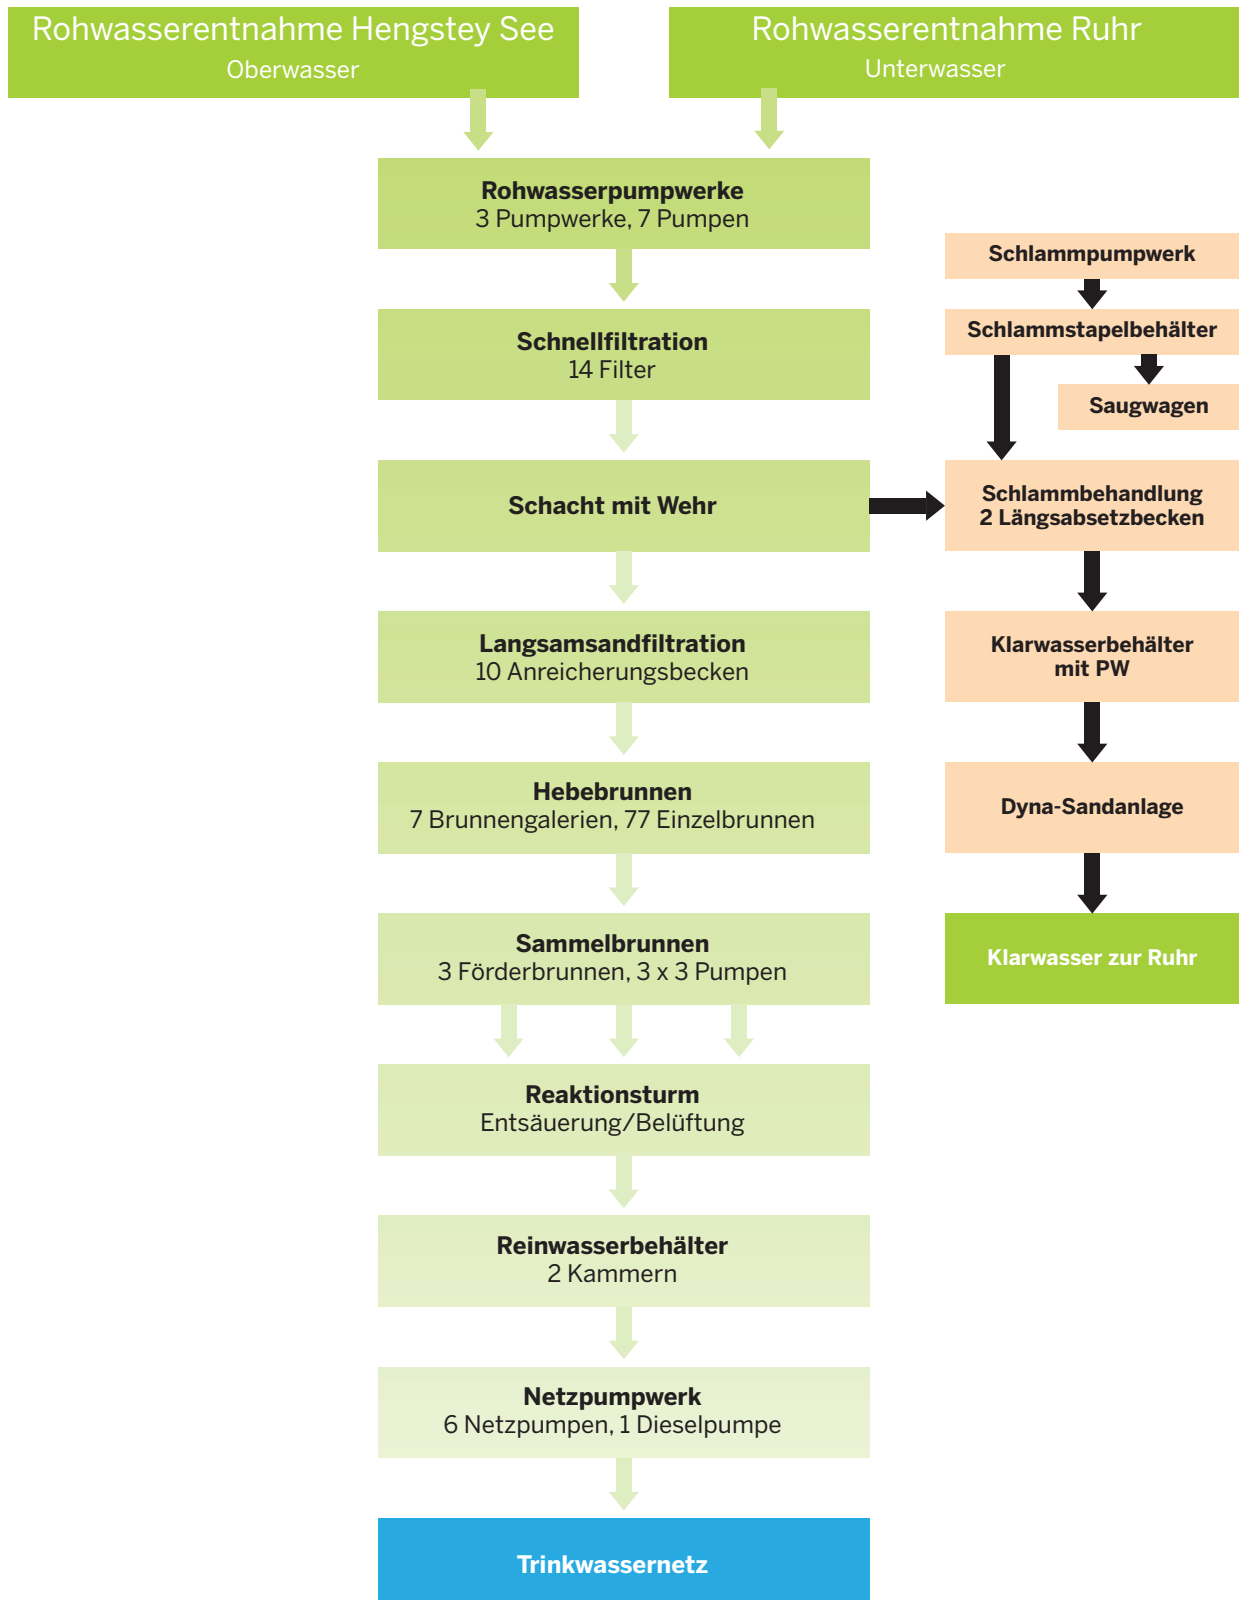 Rohwasserentnahme Hengstey See
Oberwasser
Rohwasserentnahme Ruhr
Unterwasser
Rohwasserpumpwerke
3 Pumpwerke, 7 Pumpen
Schnellfiltration
14 Filter
Schacht mit Wehr
Langsamsandfiltration
10 Anreicherungsbecken
Hebebrunnen
7 Brunnengalerien, 77 Einzelbrunnen
Sammelbrunnen
3 Förderbrunnen, 3 x 3 Pumpen
Reaktionsturm
Entsäuerung/Belüftung
Reinwasserbehälter
2 Kammern
Netzpumpwerk
6 Netzpumpen, 1 Dieselpumpe
Trinkwassernetz
Schlammpumpwerk
Schlammstapelbehälter
Saugwagen
Schlammbehandlung
2 Längsabsetzbecken
Klarwasserbehälter
mit PW
Dyna-Sandanlage
Klarwasser zur Ruhr